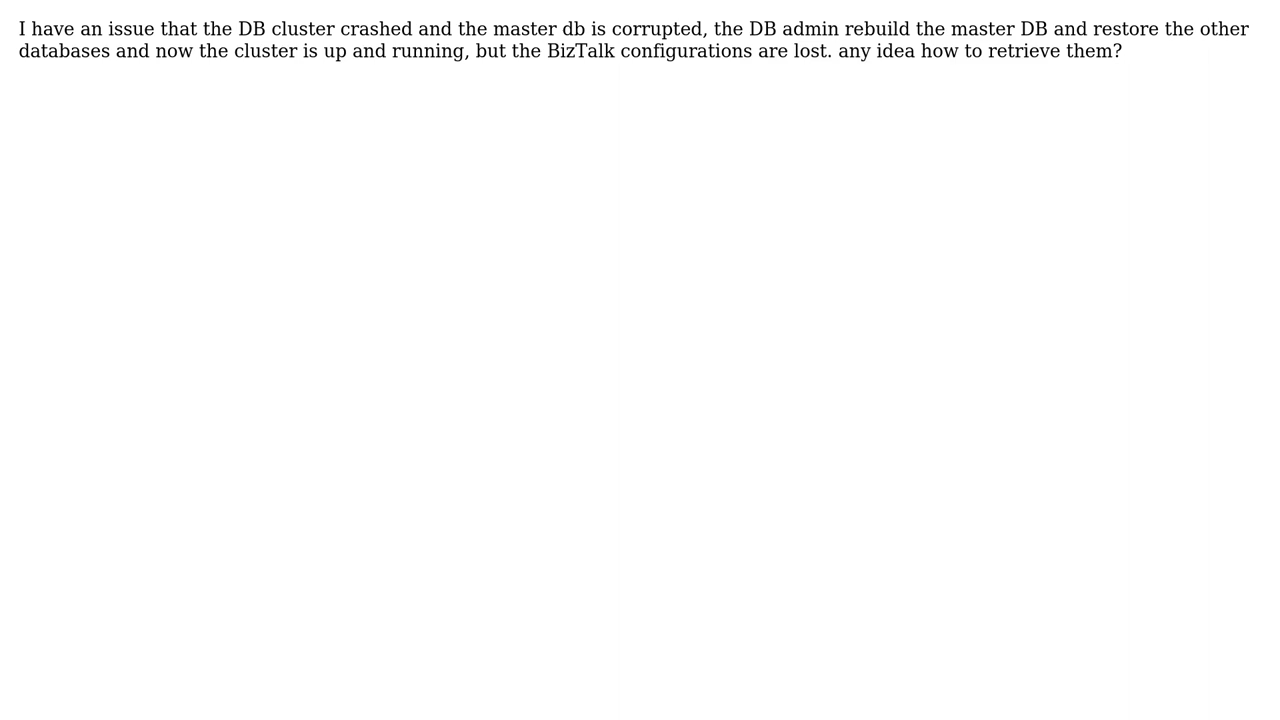 I have an issue that the DB cluster crashed and the master db is corrupted, the DB admin rebuild the master DB and restore the other
databases and now the cluster is up and running, but the BizTalk configurations are lost. any idea how to retrieve them?